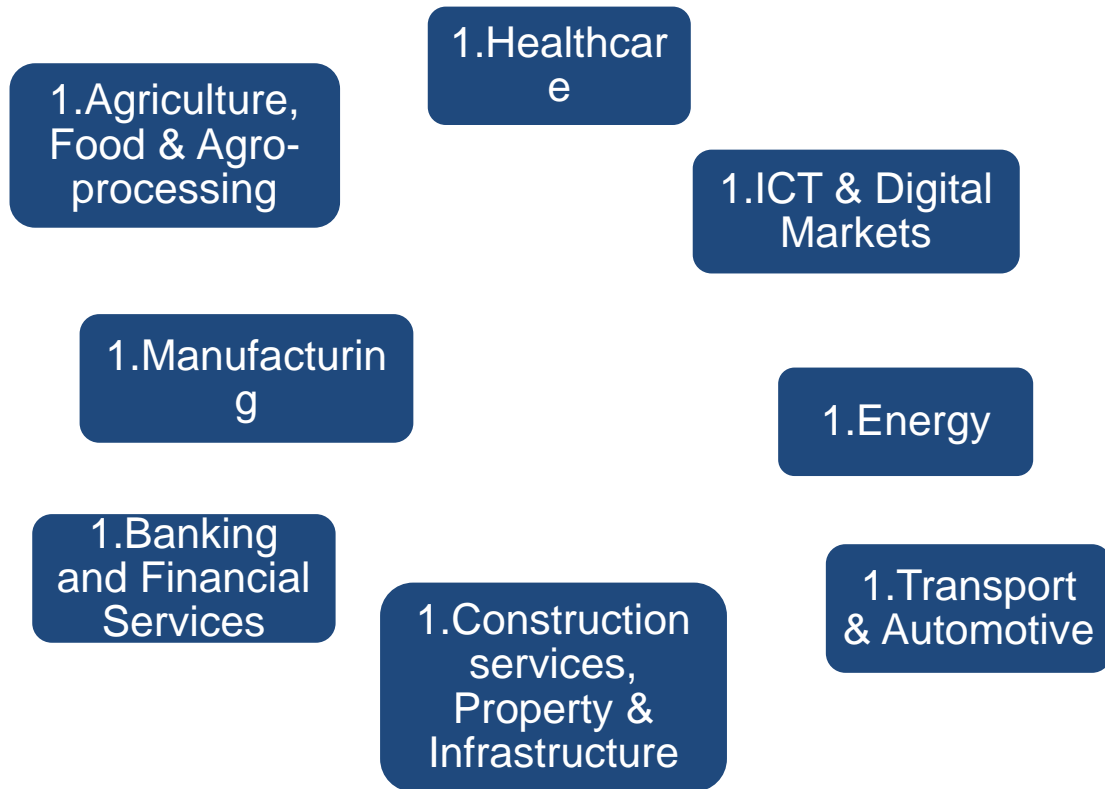 1.Healthcar
e
1.Agriculture,
Food & Agro-
processing
1.ICT & Digital
Markets
1.Manufacturin
g
1.Energy
1.Banking
and Financial
Services
1.Transport
& Automotive
1.Construction
services,
Property &
Infrastructure